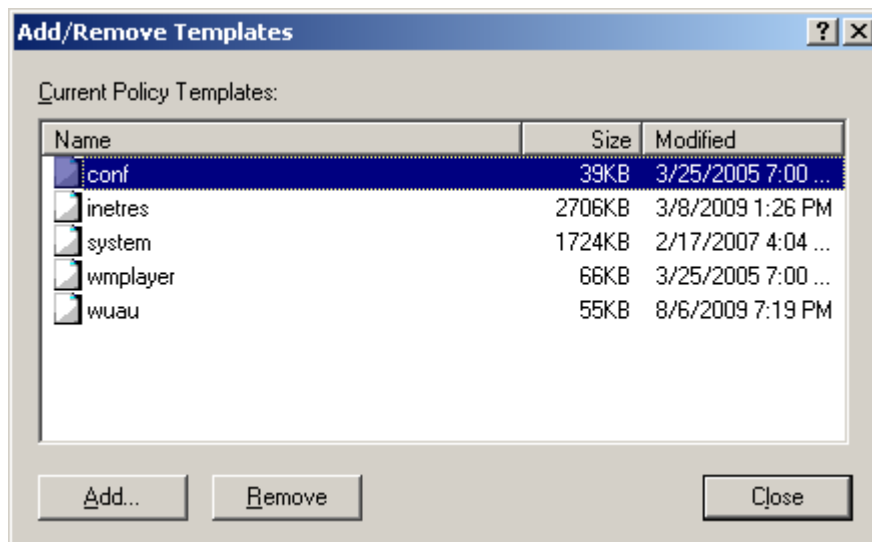 Add/Remove Templates
Current Policy Templates:
Name Size Modified
conf 39KB 3/25/2005 7:00 ...
inetres 2706KB 3/8/2009 1:26 PM
system 1724KB 2/17/2007 4:04 ...
wmplayer 66KB 3/25/2005 7:00 ...
wuau 55KB 8/6/2009 7:19 PM
Add... Remove Close